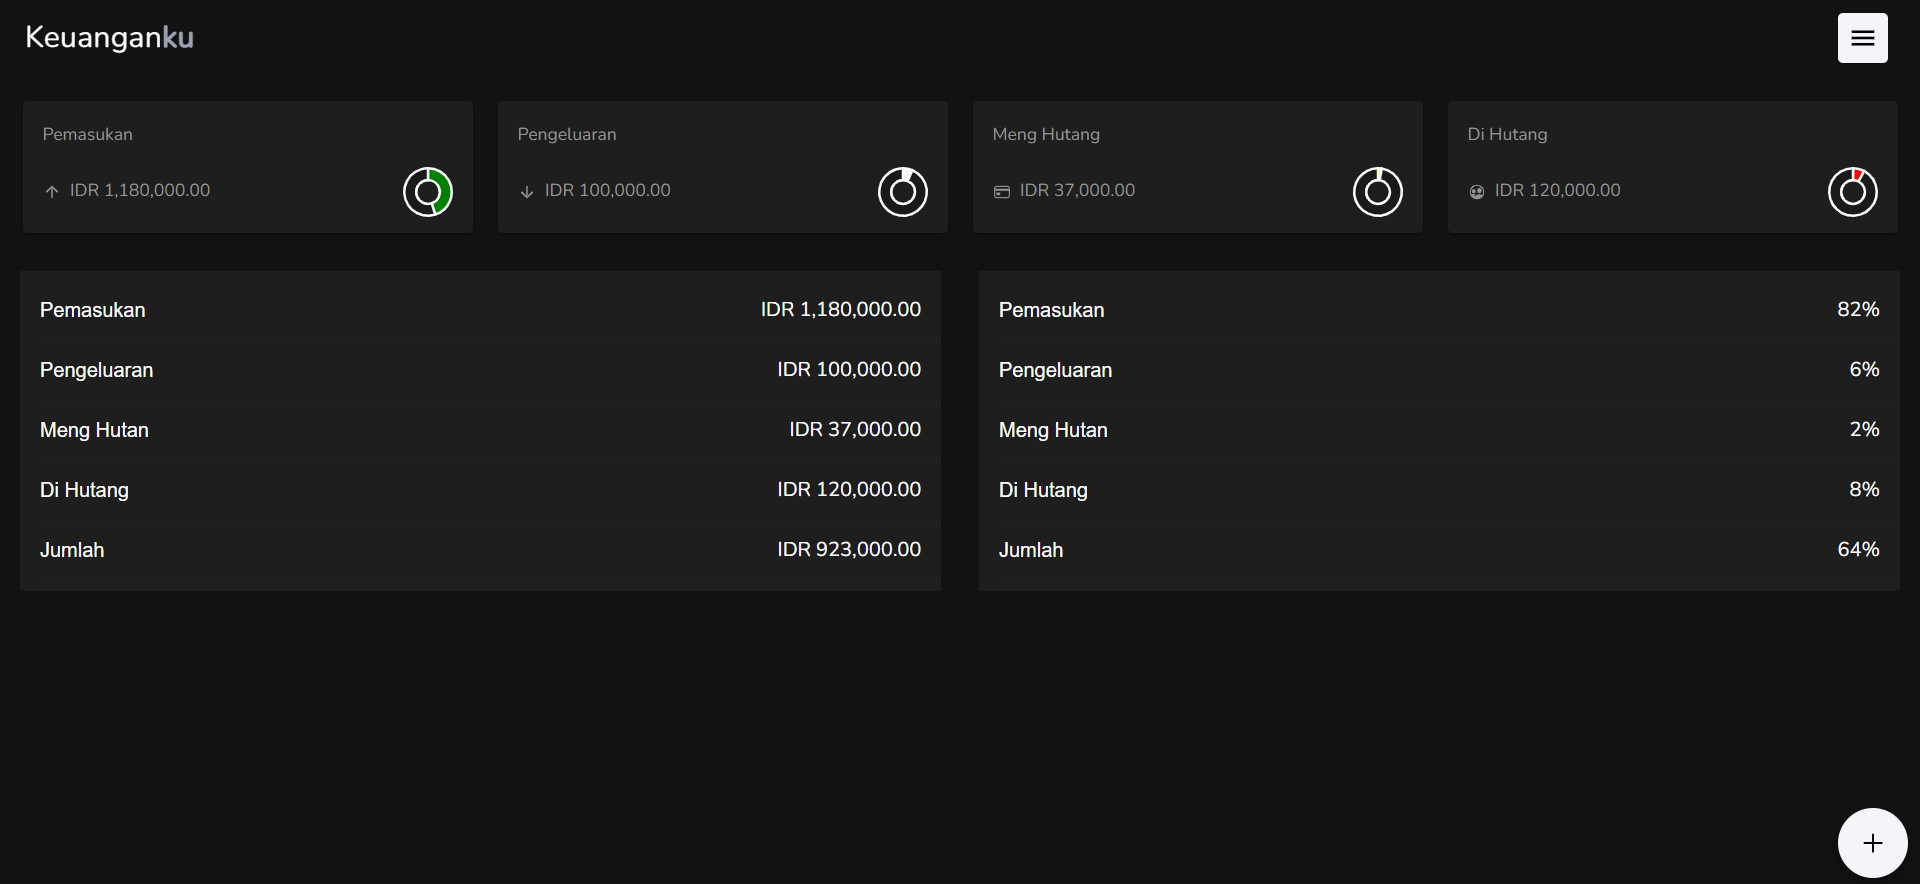 Keuanganku
Pemasukan
IDR 1,180,000.00
Pengeluaran
IDR 100,000.00
Meng Hutang
IDR 37,000.00
Di Hutang
IDR 120,000.00
Pemasukan IDR 1,180,000.00
Pengeluaran IDR 100,000.00
Meng Hutan IDR 37,000.00
Di Hutang IDR 120,000.00
Jumlah IDR 923,000.00
Pemasukan 82%
Pengeluaran 6%
Meng Hutan 2%
Di Hutang 8%
Jumlah 64%